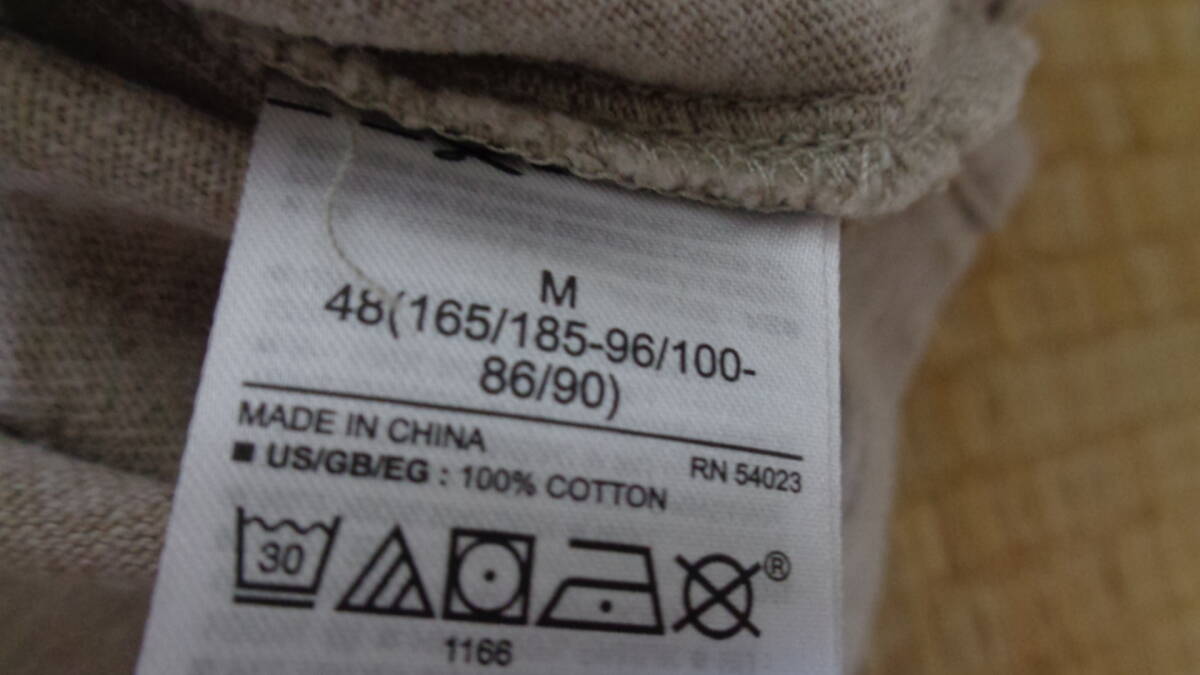 M
48(165/185-96/100-
86/90)
MADE IN CHINA
RN 54023
■ US/GB/EG : 100% COTTON
30
®
1166